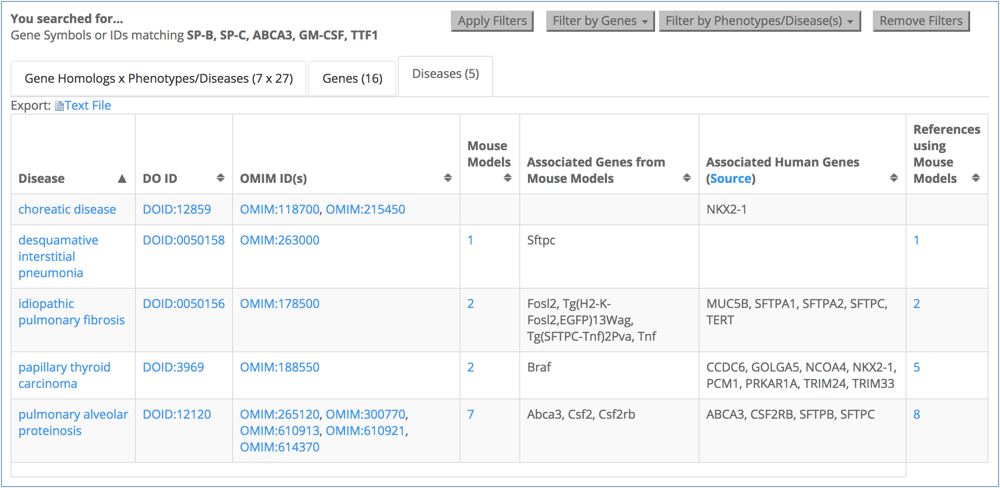 You searched for...
Gene Symbols or IDs matching SP-B, SP-C, ABCA3, GM-CSF, TTF1
Apply Filters
Filter by Genes
Filter by Phenotypes/Disease(s)
Remove Filters
Gene Homologs x Phenotypes/Diseases (7 x 27)
Genes (16)
Diseases (5)
Export: Text File
Disease
DO ID
OMIM ID(s)
Mouse
Models
Associated Genes from
Mouse Models
Associated Human Genes
(Source)
References
using
Mouse
Models
choreatic disease
DOID:12859
OMIM:118700, OMIM:215450
NKX2-1
desquamative
interstitial
pneumonia
DOID:0050158
OMIM:263000
1
Sftpc
1
idiopathic
pulmonary fibrosis
DOID:0050156
OMIM:178500
2
Fosl2, Tg(H2-K-
Fosl2,EGFP)13Wag,
Tg(SFTPC-Tnf)2Pva, Tnf
MUC5B, SFTPA1, SFTPA2, SFTPC,
TERT
2
papillary thyroid
carcinoma
DOID:3969
OMIM:188550
2
Braf
CCDC6, GOLGA5, NCOA4, NKX2-1,
PCM1, PRKAR1A, TRIM24, TRIM33
5
pulmonary alveolar
proteinosis
DOID:12120
OMIM:265120, OMIM:300770,
OMIM:610913, OMIM:610921,
OMIM:614370
7
Abca3, Csf2, Csf2rb
ABCA3, CSF2RB, SFTPB, SFTPC
8